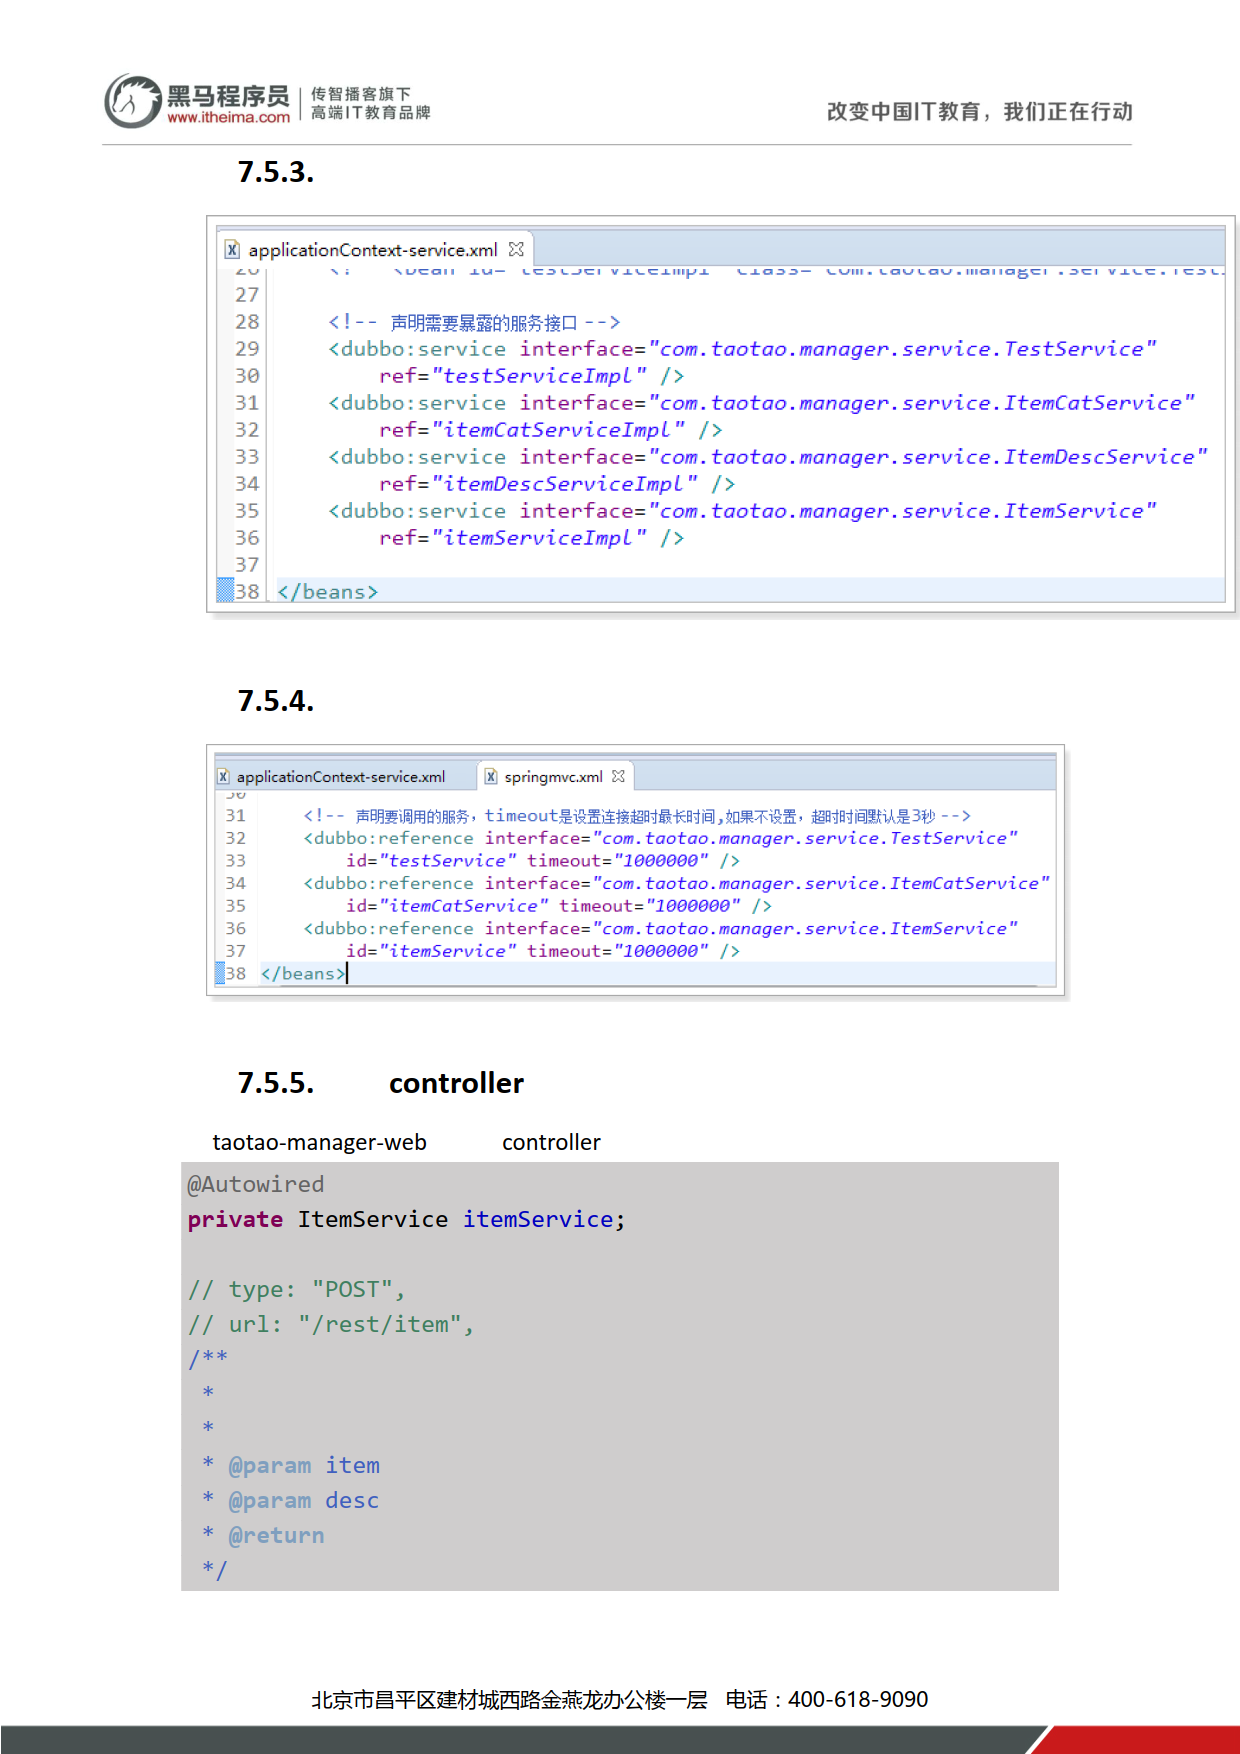 黑马程序员
www.itheima.com
传智播客旗下
高端IT教育品牌
改变中国IT教育，我们正在行动
7.5.3.
applicationContext-service.xml
26 <bean id="testServiceImpl" class="com.taotao.manager.service.Test
27
28 <!-- 声明需要暴露的服务接口 -->
29 <dubbo:service interface="com.taotao.manager.service.TestService"
30 ref="testServiceImpl" />
31 <dubbo:service interface="com.taotao.manager.service.ItemCatService"
32 ref="itemCatServiceImpl" />
33 <dubbo:service interface="com.taotao.manager.service.ItemDescService"
34 ref="itemDescServiceImpl" />
35 <dubbo:service interface="com.taotao.manager.service.ItemService"
36 ref="itemServiceImpl" />
37
38 </beans>
7.5.4.
applicationContext-service.xml springmvc.xml
30
31 <!-- 声明要调用的服务，timeout是设置连接超时最长时间,如果不设置，超时时间默认是3秒 -->
32 <dubbo:reference interface="com.taotao.manager.service.TestService"
33 id="testService" timeout="1000000" />
34 <dubbo:reference interface="com.taotao.manager.service.ItemCatService"
35 id="itemCatService" timeout="1000000" />
36 <dubbo:reference interface="com.taotao.manager.service.ItemService"
37 id="itemService" timeout="1000000" />
38 </beans>
7.5.5. controller
taotao-manager-web controller
@Autowired
private ItemService itemService;
// type: "POST",
// url: "/rest/item",
/**
*
*
* @param item
* @param desc
* @return
*/
北京市昌平区建材城西路金燕龙办公楼一层 电话：400-618-9090